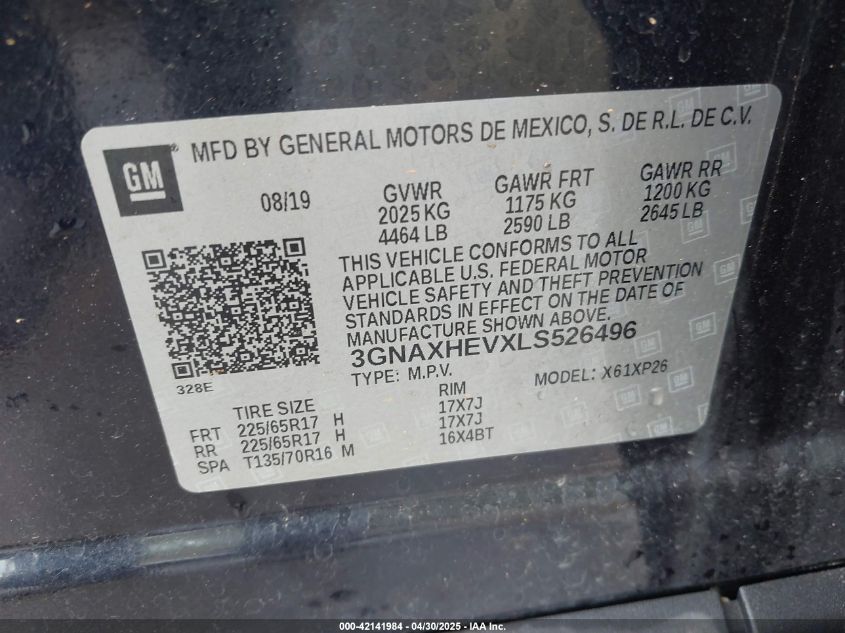 MFD BY GENERAL MOTORS DE MEXICO, S. DE R.L. DE C.V.
GM
08/19
GVWR
2025 KG
4464 LB
GAWR FRT
1175 KG
2590 LB
GAWR RR
1200 KG
2645 LB
THIS VEHICLE CONFORMS TO ALL
APPLICABLE U.S. FEDERAL MOTOR
VEHICLE SAFETY AND THEFT PREVENTION
STANDARDS IN EFFECT ON THE DATE OF
MANUFACTURE SHOWN ABOVE.
3GNAXHEVXLS526496
TYPE: M.P.V. MODEL: X61XP26
328E
TIRE SIZE RIM
FRT 225/65R17 H 17X7J
RR 225/65R17 H 17X7J
SPA T135/70R16 M 16X4BT
000-42141984 - 04/30/2025 - IAA Inc.